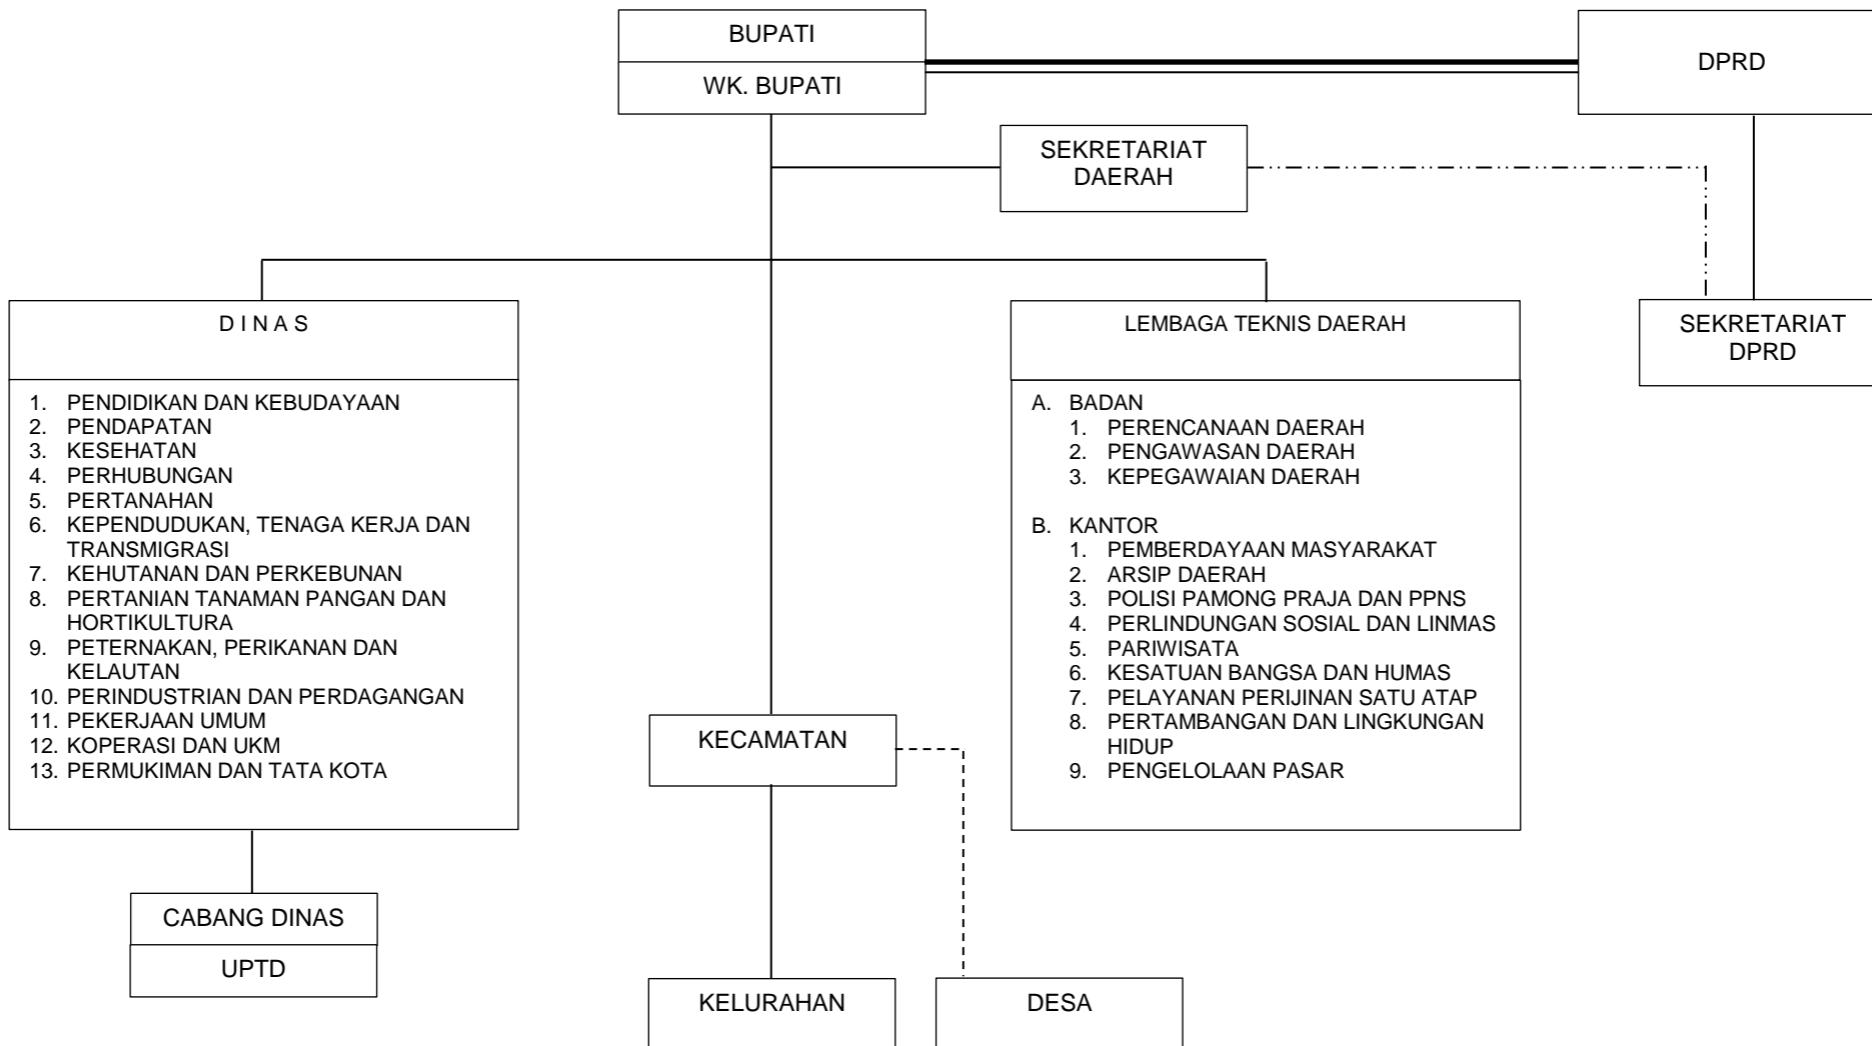 BUPATI
WK. BUPATI
DPRD
SEKRETARIAT
DAERAH
D I N A S
1. PENDIDIKAN DAN KEBUDAYAAN
2. PENDAPATAN
3. KESEHATAN
4. PERHUBUNGAN
5. PERTANAHAN
6. KEPENDUDUKAN, TENAGA KERJA DAN
TRANSMIGRASI
7. KEHUTANAN DAN PERKEBUNAN
8. PERTANIAN TANAMAN PANGAN DAN
HORTIKULTURA
9. PETERNAKAN, PERIKANAN DAN
KELAUTAN
10. PERINDUSTRIAN DAN PERDAGANGAN
11. PEKERJAAN UMUM
12. KOPERASI DAN UKM
13. PERMUKIMAN DAN TATA KOTA
LEMBAGA TEKNIS DAERAH
A. BADAN
1. PERENCANAAN DAERAH
2. PENGAWASAN DAERAH
3. KEPEGAWAIAN DAERAH
B. KANTOR
1. PEMBERDAYAAN MASYARAKAT
2. ARSIP DAERAH
3. POLISI PAMONG PRAJA DAN PPNS
4. PERLINDUNGAN SOSIAL DAN LINMAS
5. PARIWISATA
6. KESATUAN BANGSA DAN HUMAS
7. PELAYANAN PERIJINAN SATU ATAP
8. PERTAMBANGAN DAN LINGKUNGAN
HIDUP
9. PENGELOLAAN PASAR
SEKRETARIAT
DPRD
KECAMATAN
CABANG DINAS
UPTD
KELURAHAN
DESA